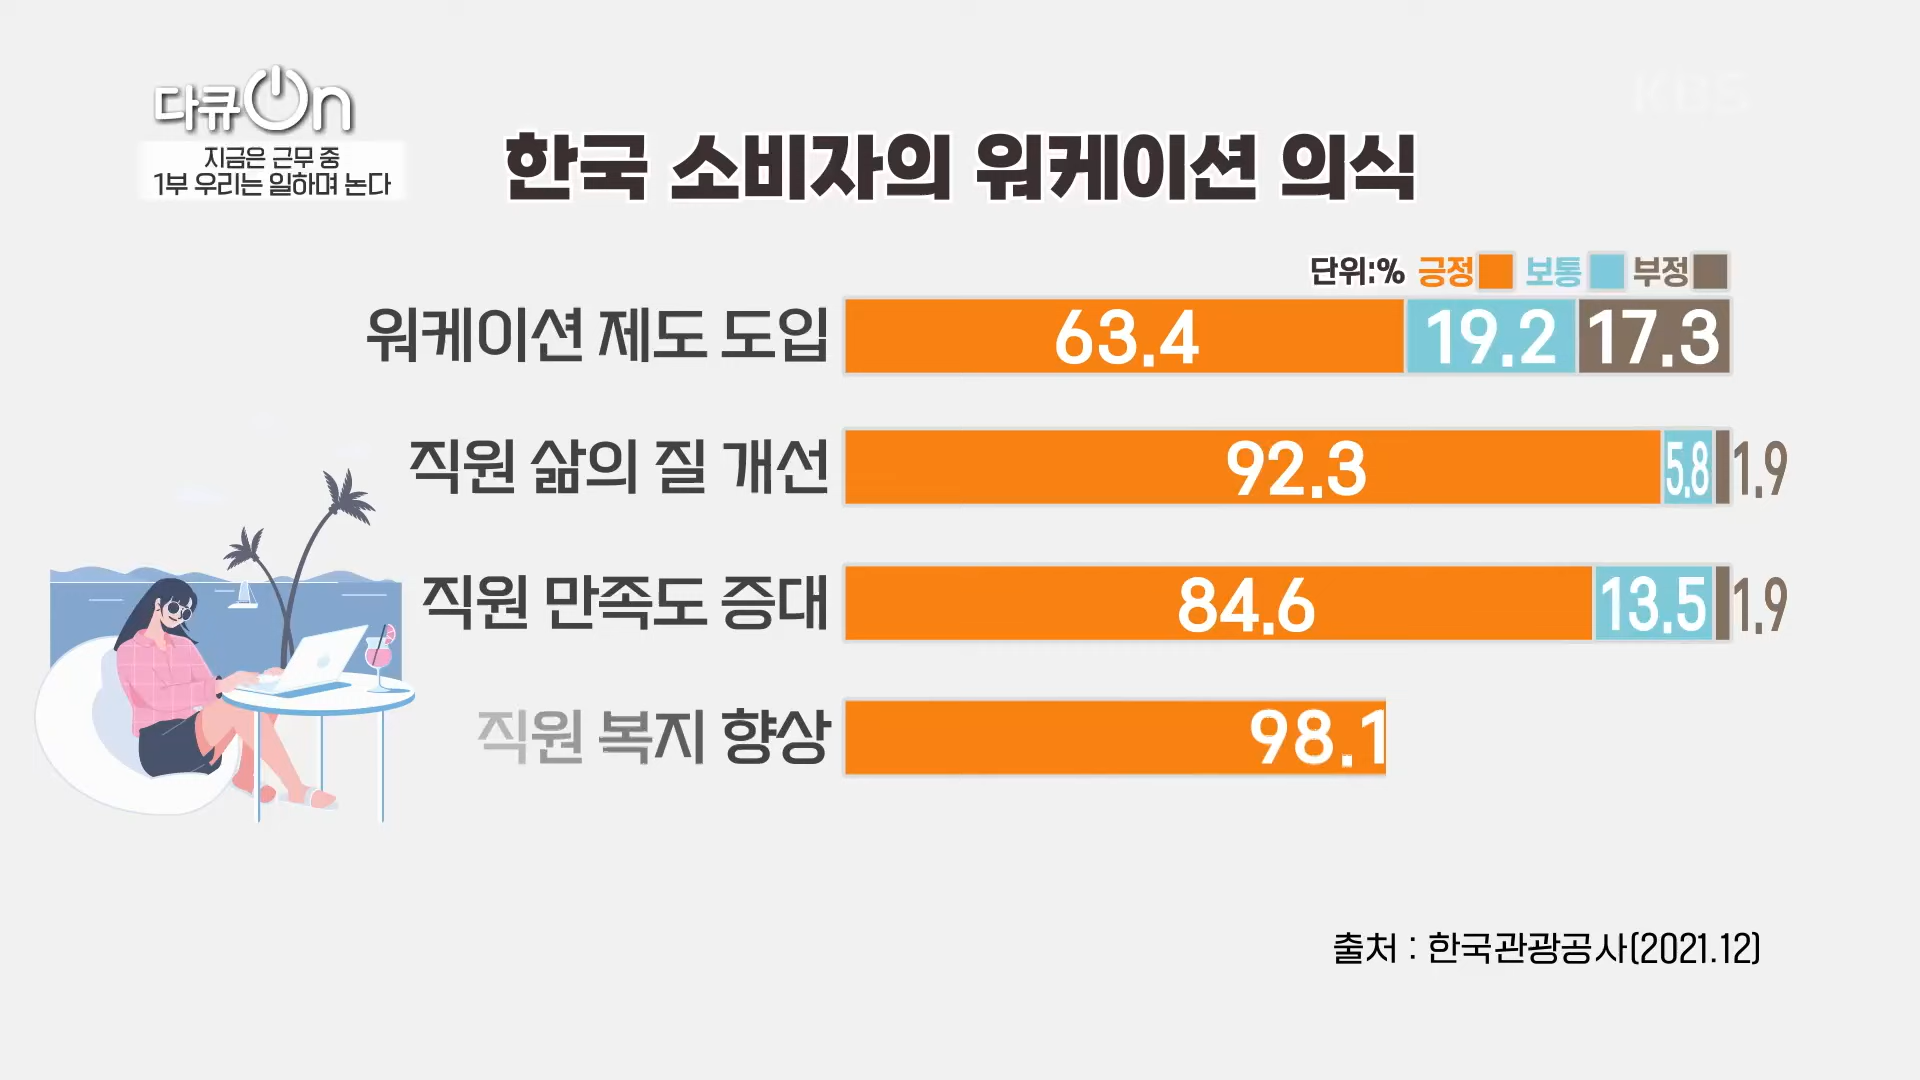 다큐On
지금은 근무 중
1부 우리는 일하며 논다
KBS
한국 소비자의 워케이션 의식
단위:% 긍정 보통 부정
워케이션 제도 도입 63.4 19.2 17.3
직원 삶의 질 개선 92.3 5.8 1.9
직원 만족도 증대 84.6 13.5 1.9
직원 복지 향상 98.1
출처 : 한국관광공사(2021.12)